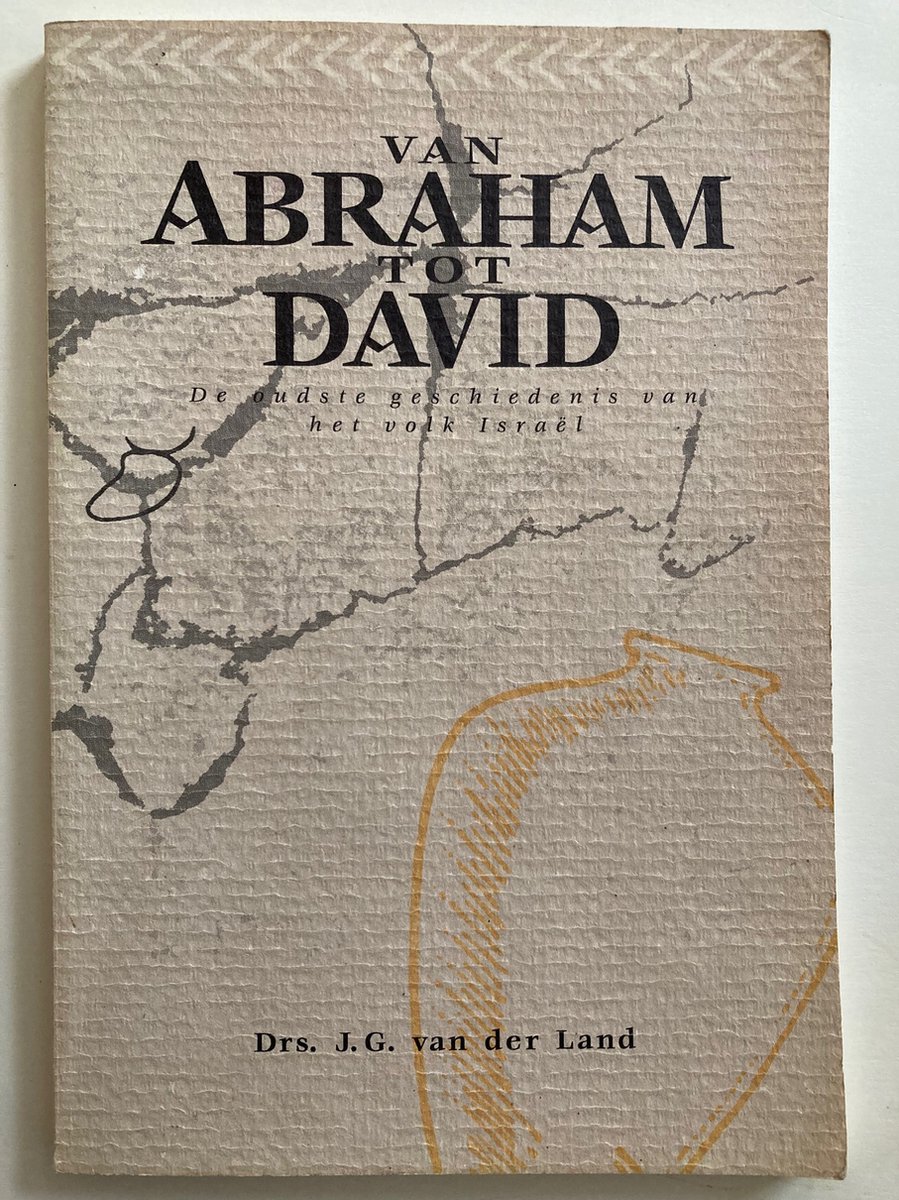 VAN
ABRAHAM
TOT
DAVID
De oudste geschiedenis van
het volk Israël
Drs. J.G. van der Land